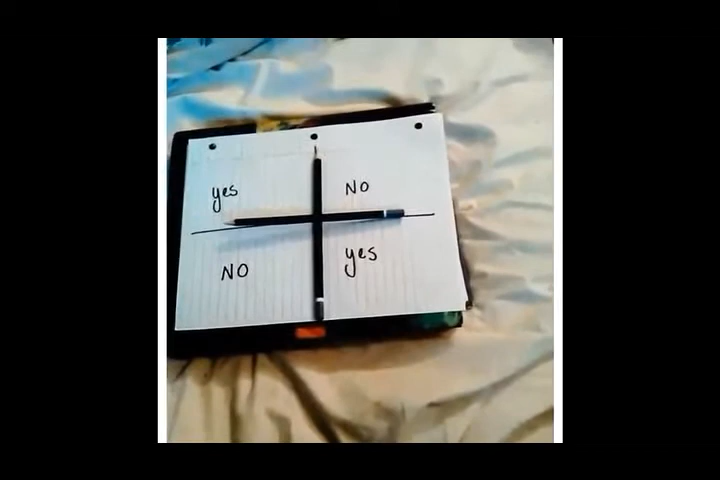 yes NO
NO yes